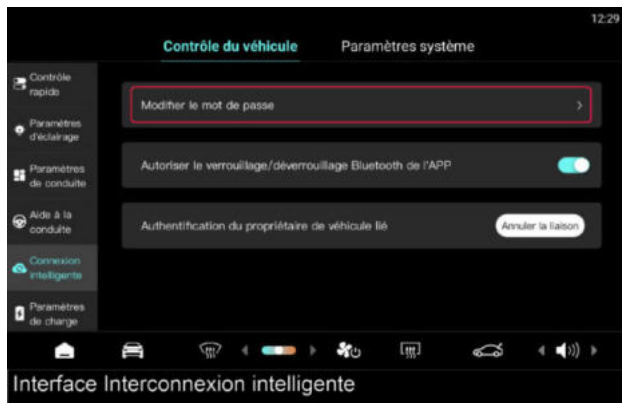 12:29
Contrôle du véhicule Paramètres système
Contrôle
rapide
Modifier le mot de passe
Paramètres
d'éclairage
Autoriser le verrouillage/déverrouillage Bluetooth de l'APP
Paramètres
de conduite
Aide à la
conduite
Authentification du propriétaire de véhicule lié Annuler la liaison
Connexion
intelligente
Paramètres
de charge
Interface Interconnexion intelligente